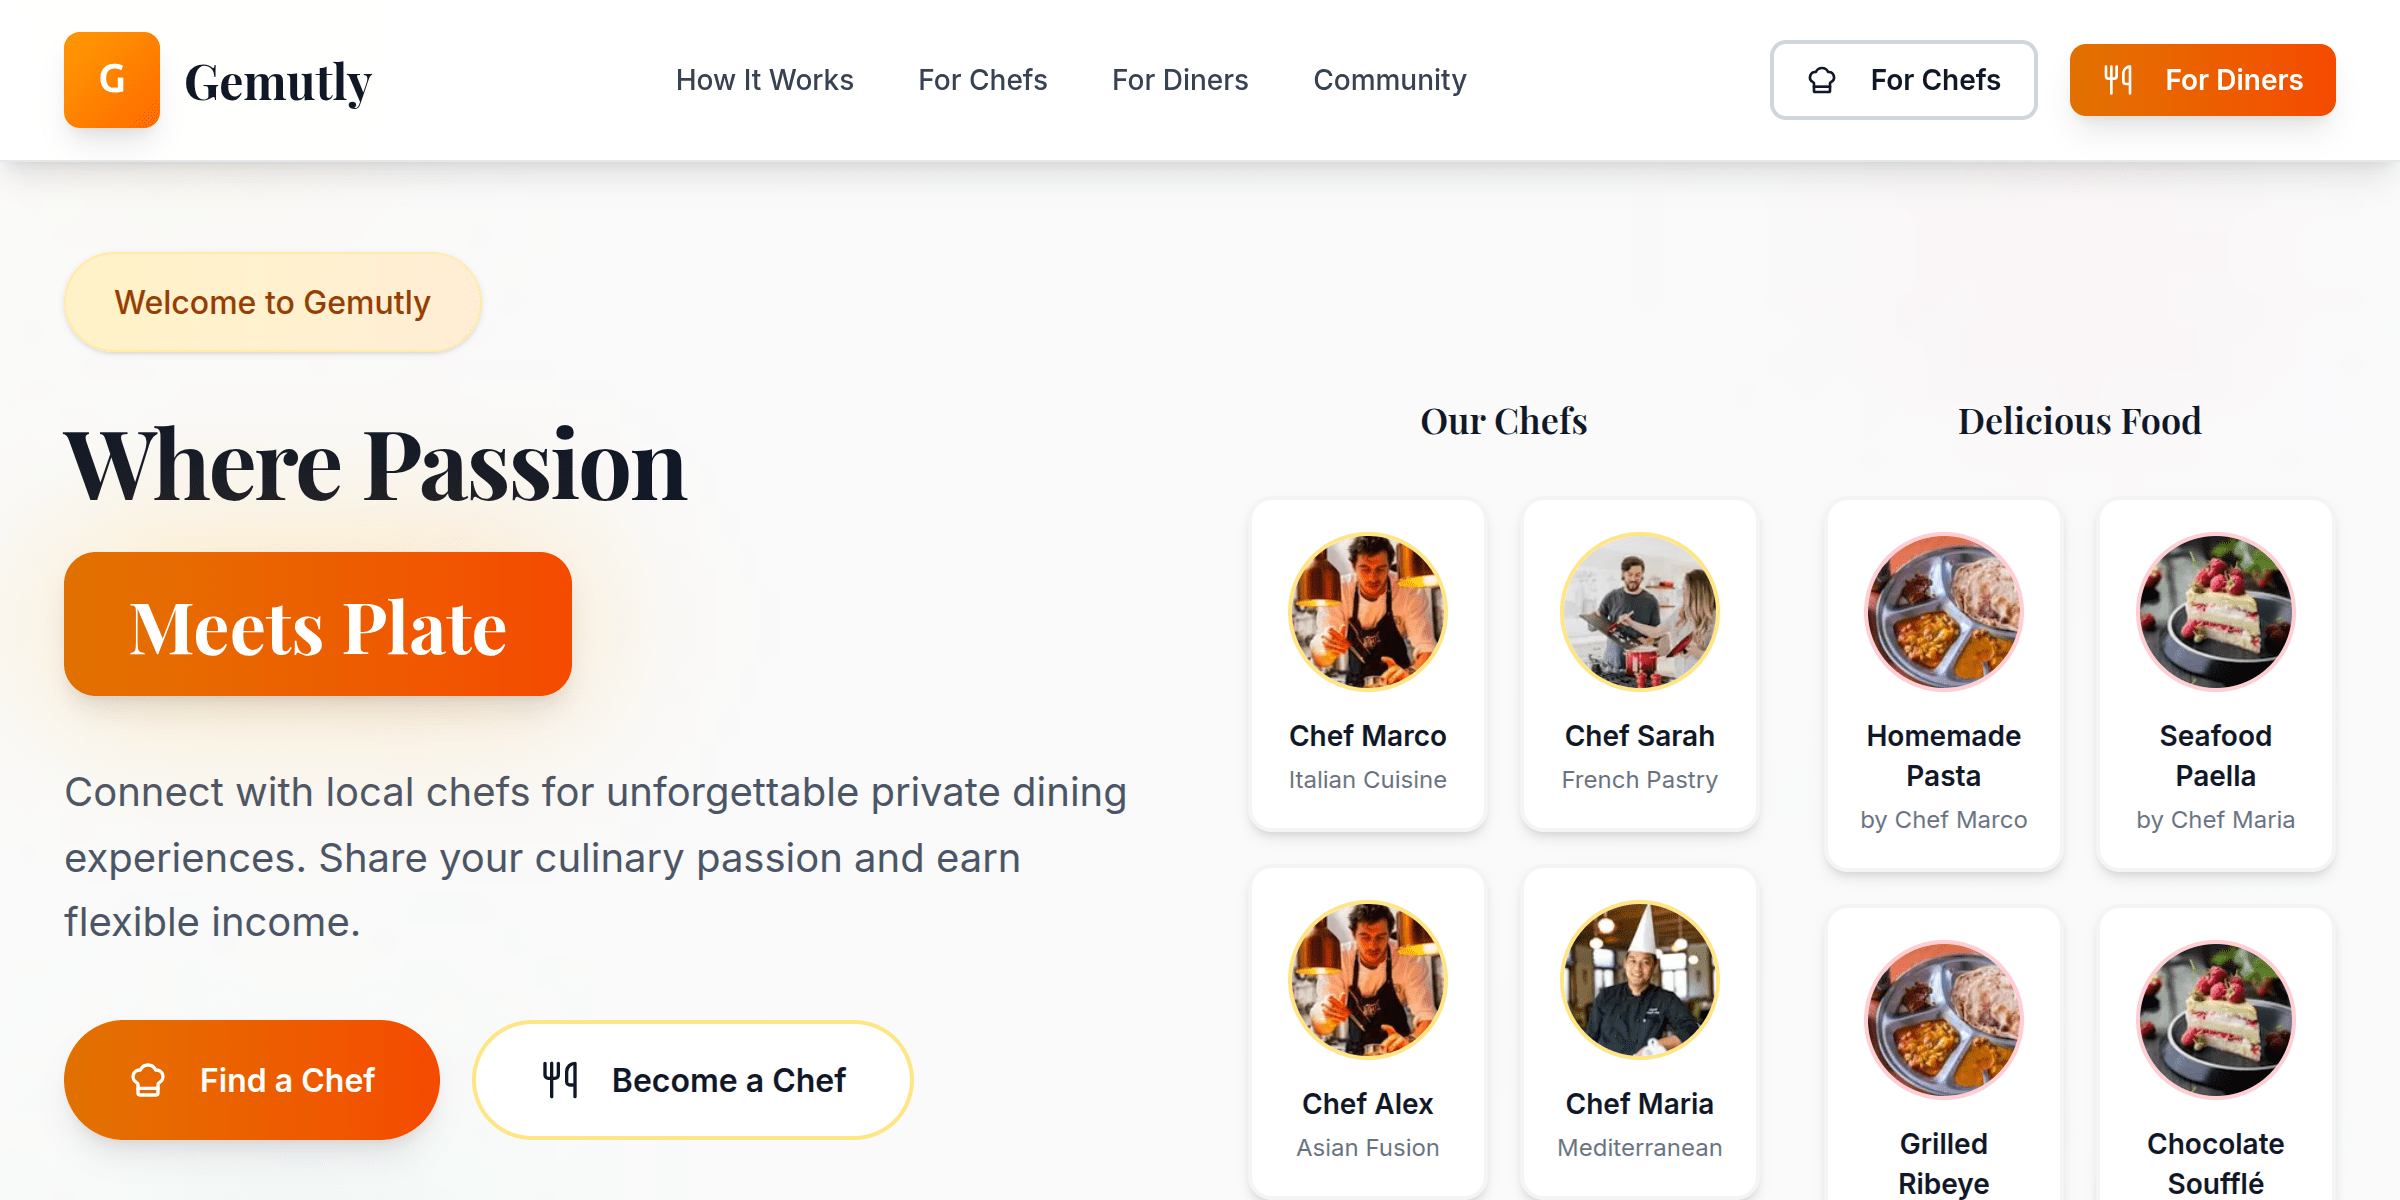 G
Gemutly
How It Works
For Chefs
For Diners
Community
For Chefs
For Diners
Welcome to Gemutly
Where Passion
Meets Plate
Connect with local chefs for unforgettable private dining
experiences. Share your culinary passion and earn
flexible income.
Find a Chef
Become a Chef
Our Chefs
Chef Marco
Italian Cuisine
Chef Sarah
French Pastry
Chef Alex
Asian Fusion
Chef Maria
Mediterranean
Delicious Food
Homemade
Pasta
by Chef Marco
Seafood
Paella
by Chef Maria
Grilled
Ribeye
Chocolate
Soufflé